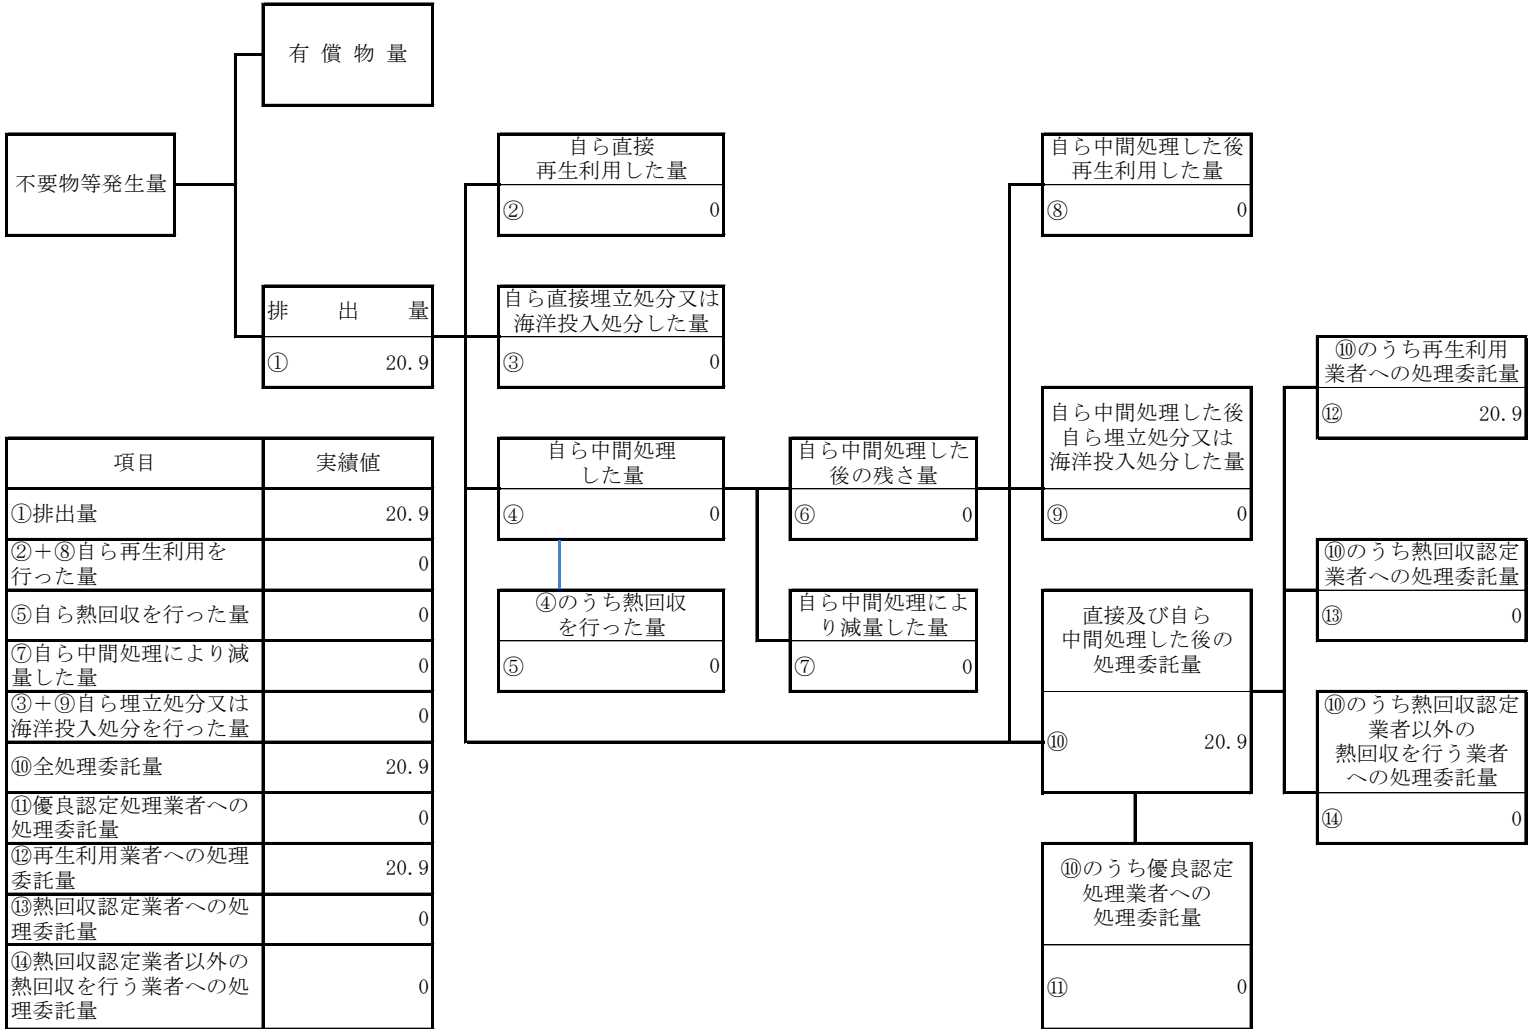 有 償 物 量
不要物等発生量
自ら直接
再生利用した量
② 0
自ら中間処理した後
再生利用した量
⑧ 0
排 出 量
① 20.9
自ら直接埋立処分又は
海洋投入処分した量
③ 0
⑩のうち再生利用
業者への処理委託量
⑫ 20.9
自ら中間処理
した量
④ 0
自ら中間処理した
後の残さ量
⑥ 0
自ら中間処理した後
自ら埋立処分又は
海洋投入処分した量
⑨ 0
⑩のうち熱回収認定
業者への処理委託量
⑬ 0
④のうち熱回収
を行った量
⑤ 0
自ら中間処理によ
り減量した量
⑦ 0
直接及び自ら
中間処理した後の
処理委託量
⑩ 20.9
⑩のうち熱回収認定
業者以外の
熱回収を行う業者
への処理委託量
⑭ 0
⑩のうち優良認定
処理業者への
処理委託量
⑪ 0
項目 実績値
①排出量 20.9
②＋⑧自ら再生利用を
行った量 0
⑤自ら熱回収を行った量 0
⑦自ら中間処理により減
量した量 0
③＋⑨自ら埋立処分又は
海洋投入処分を行った量 0
⑩全処理委託量 20.9
⑪優良認定処理業者への
処理委託量 0
⑫再生利用業者への処理
委託量 20.9
⑬熱回収認定業者への処
理委託量 0
⑭熱回収認定業者以外の
熱回収を行う業者への処
理委託量 0